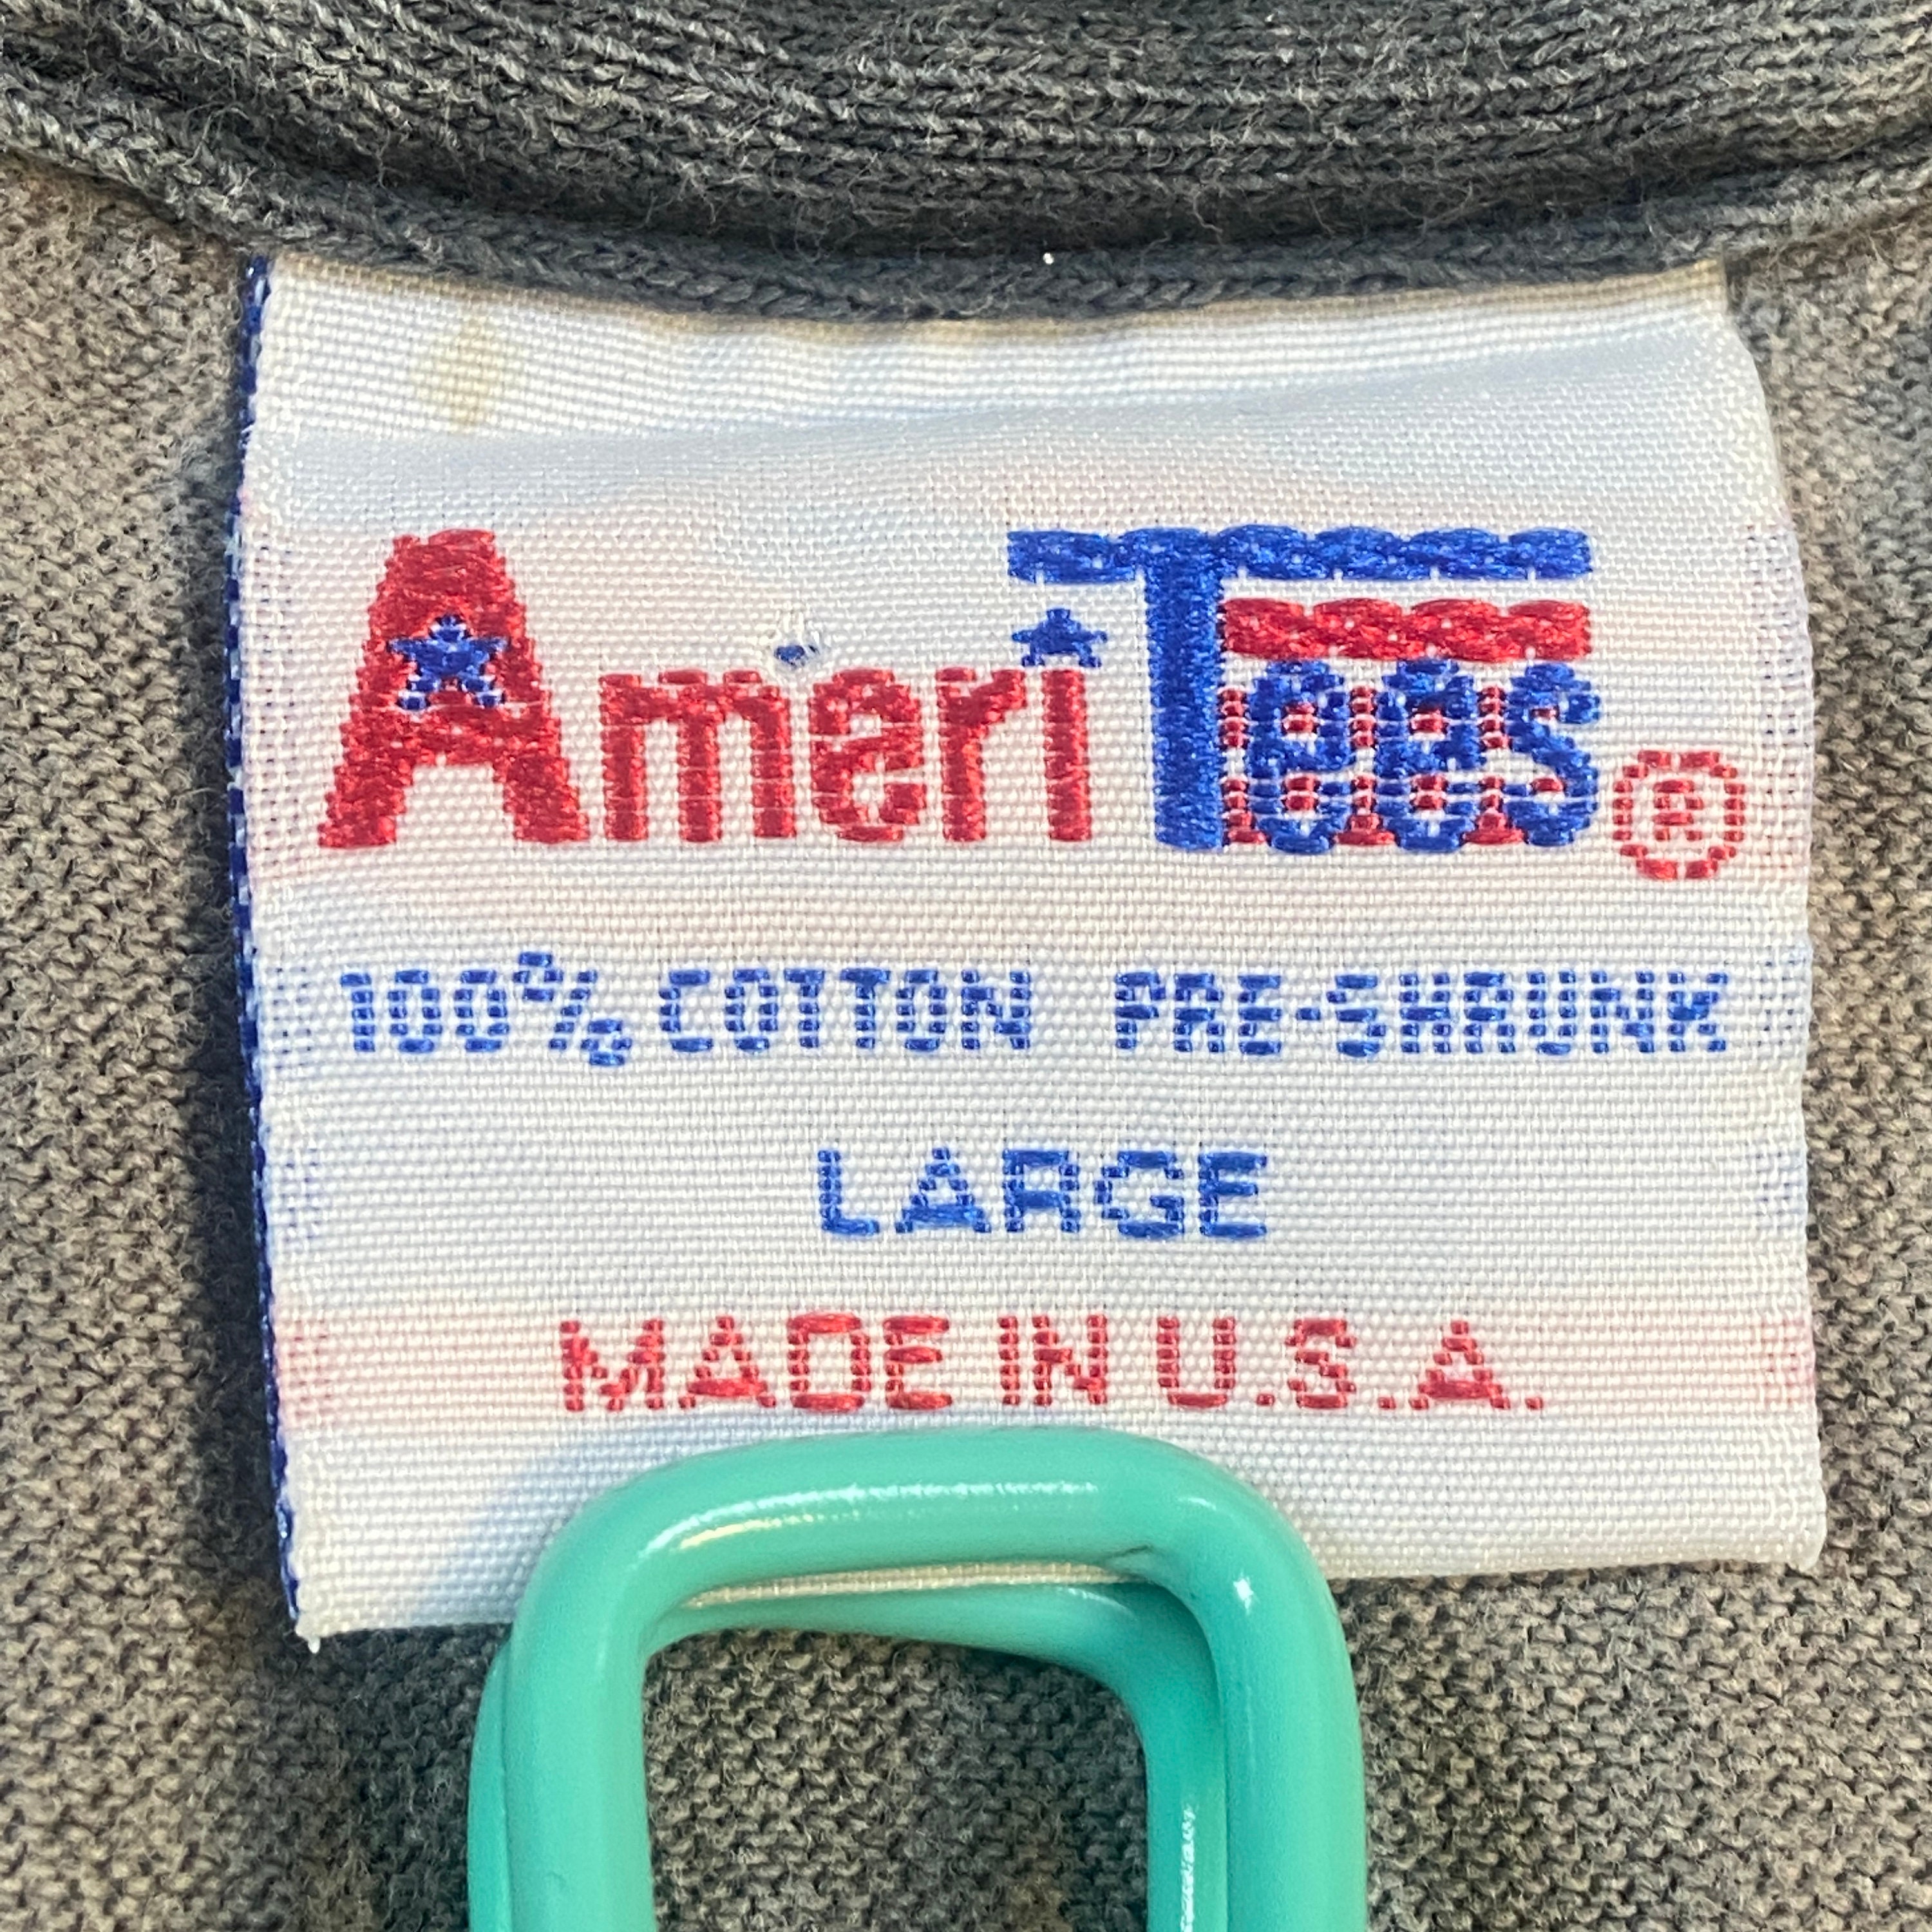 AmeriTees®
100% COTTON PRE-SHRUNK
LARGE
MADE IN U.S.A.